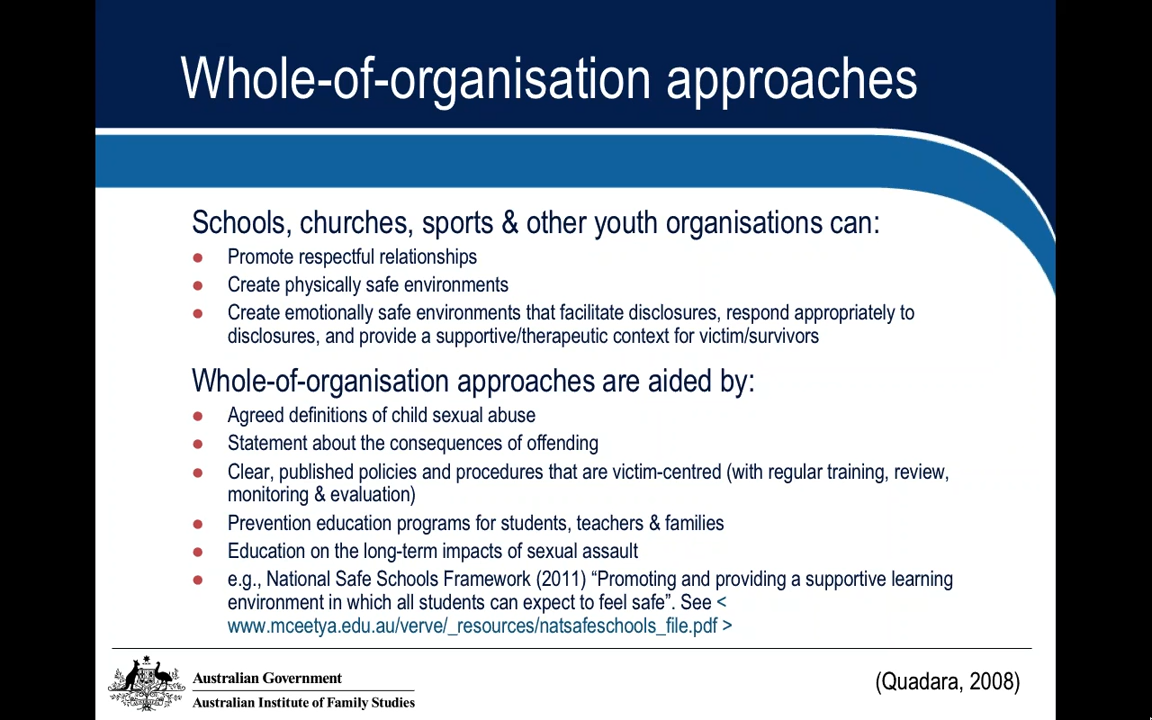 Whole-of-organisation approaches
Schools, churches, sports & other youth organisations can:
● Promote respectful relationships
● Create physically safe environments
● Create emotionally safe environments that facilitate disclosures, respond appropriately to
disclosures, and provide a supportive/therapeutic context for victim/survivors
Whole-of-organisation approaches are aided by:
● Agreed definitions of child sexual abuse
● Statement about the consequences of offending
● Clear, published policies and procedures that are victim-centred (with regular training, review,
monitoring & evaluation)
● Prevention education programs for students, teachers & families
● Education on the long-term impacts of sexual assault
● e.g., National Safe Schools Framework (2011) “Promoting and providing a supportive learning
environment in which all students can expect to feel safe”. See <
www.mceetya.edu.au/verve/_resources/natsafeschools_file.pdf >
Australian Government
Australian Institute of Family Studies
(Quadara, 2008)